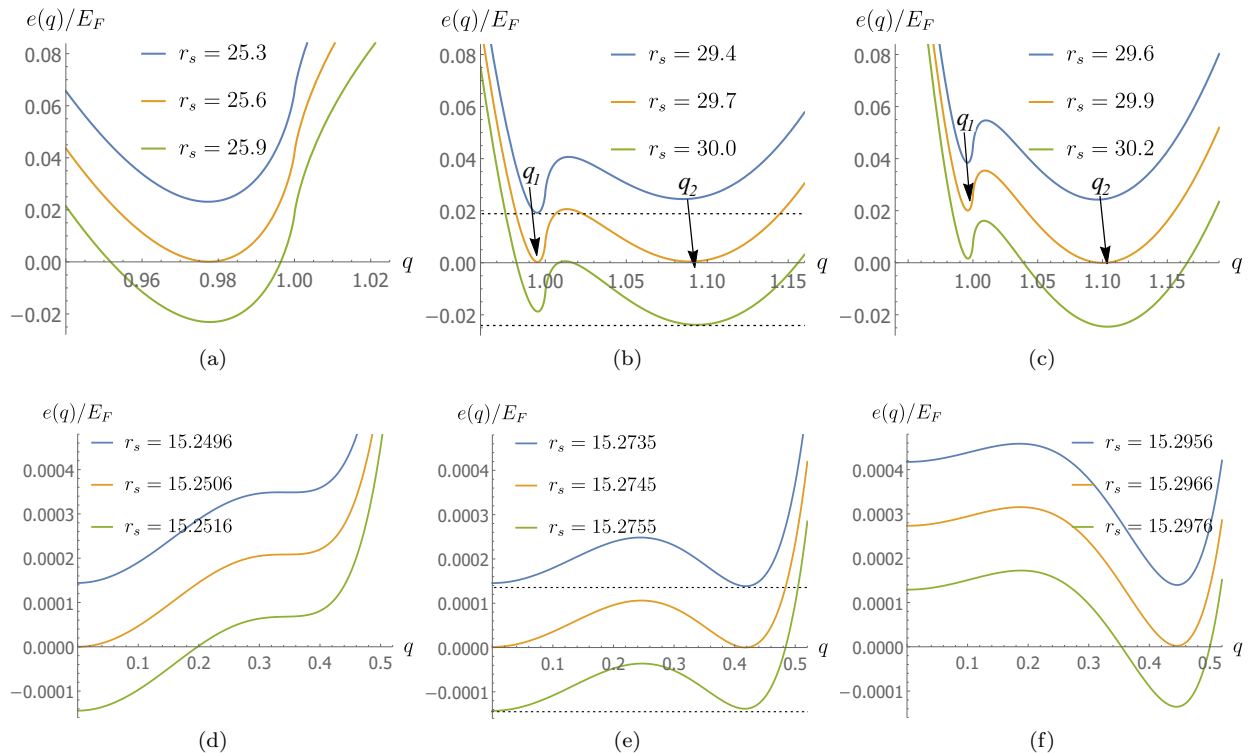 e(q)/E_F
r_s = 25.3
r_s = 25.6
r_s = 25.9
0.08
0.06
0.04
0.02
0.00
−0.02
0.96
0.98
1.00
1.02
q
(a)
e(q)/E_F
r_s = 29.4
r_s = 29.7
r_s = 30.0
q_1
q_2
0.08
0.06
0.04
0.02
0.00
−0.02
1.00
1.05
1.10
1.15
q
(b)
e(q)/E_F
r_s = 29.6
r_s = 29.9
r_s = 30.2
q_1
q_2
0.08
0.06
0.04
0.02
0.00
−0.02
1.00
1.05
1.10
1.15
q
(c)
e(q)/E_F
r_s = 15.2496
r_s = 15.2506
r_s = 15.2516
0.0004
0.0003
0.0002
0.0001
0.0000
−0.0001
0.1
0.2
0.3
0.4
0.5
q
(d)
e(q)/E_F
r_s = 15.2735
r_s = 15.2745
r_s = 15.2755
0.0004
0.0003
0.0002
0.0001
0.0000
−0.0001
0.1
0.2
0.3
0.4
0.5
q
(e)
e(q)/E_F
r_s = 15.2956
r_s = 15.2966
r_s = 15.2976
0.0004
0.0003
0.0002
0.0001
0.0000
−0.0001
0.1
0.2
0.3
0.4
0.5
q
(f)